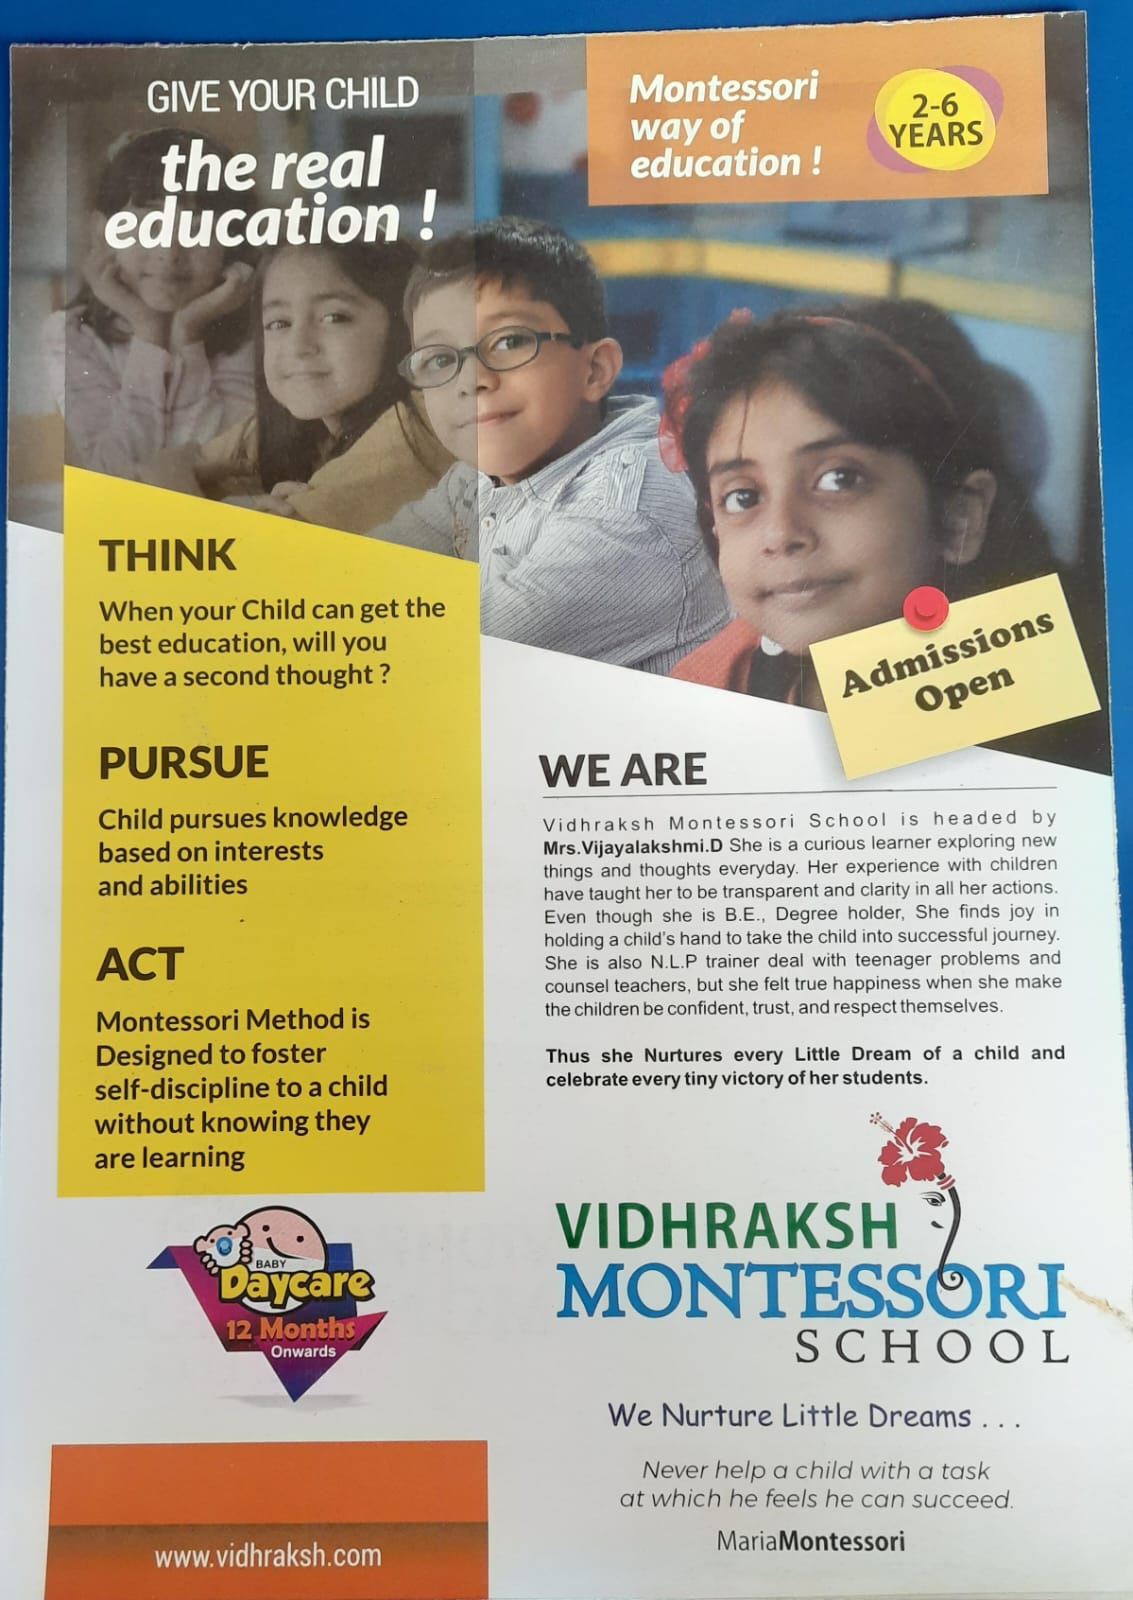 GIVE YOUR CHILD
the real
education !
Montessori
way of
education !
2-6
YEARS
THINK
When your Child can get the
best education, will you
have a second thought ?
PURSUE
Child pursues knowledge
based on interests
and abilities
ACT
Montessori Method is
Designed to foster
self-discipline to a child
without knowing they
are learning
Admissions
Open
WE ARE
Vidhraksh Montessori School is headed by
Mrs.Vijayalakshmi.D She is a curious learner exploring new
things and thoughts everyday. Her experience with children
have taught her to be transparent and clarity in all her actions.
Even though she is B.E., Degree holder, She finds joy in
holding a child's hand to take the child into successful journey.
She is also N.L.P trainer deal with teenager problems and
counsel teachers, but she felt true happiness when she make
the children be confident, trust, and respect themselves.
Thus she Nurtures every Little Dream of a child and
celebrate every tiny victory of her students.
BABY
Daycare
12 Months
Onwards
VIDHRAKSH
MONTESSORI
SCHOOL
We Nurture Little Dreams . . .
Never help a child with a task
at which he feels he can succeed.
MariaMontessori
www.vidhraksh.com